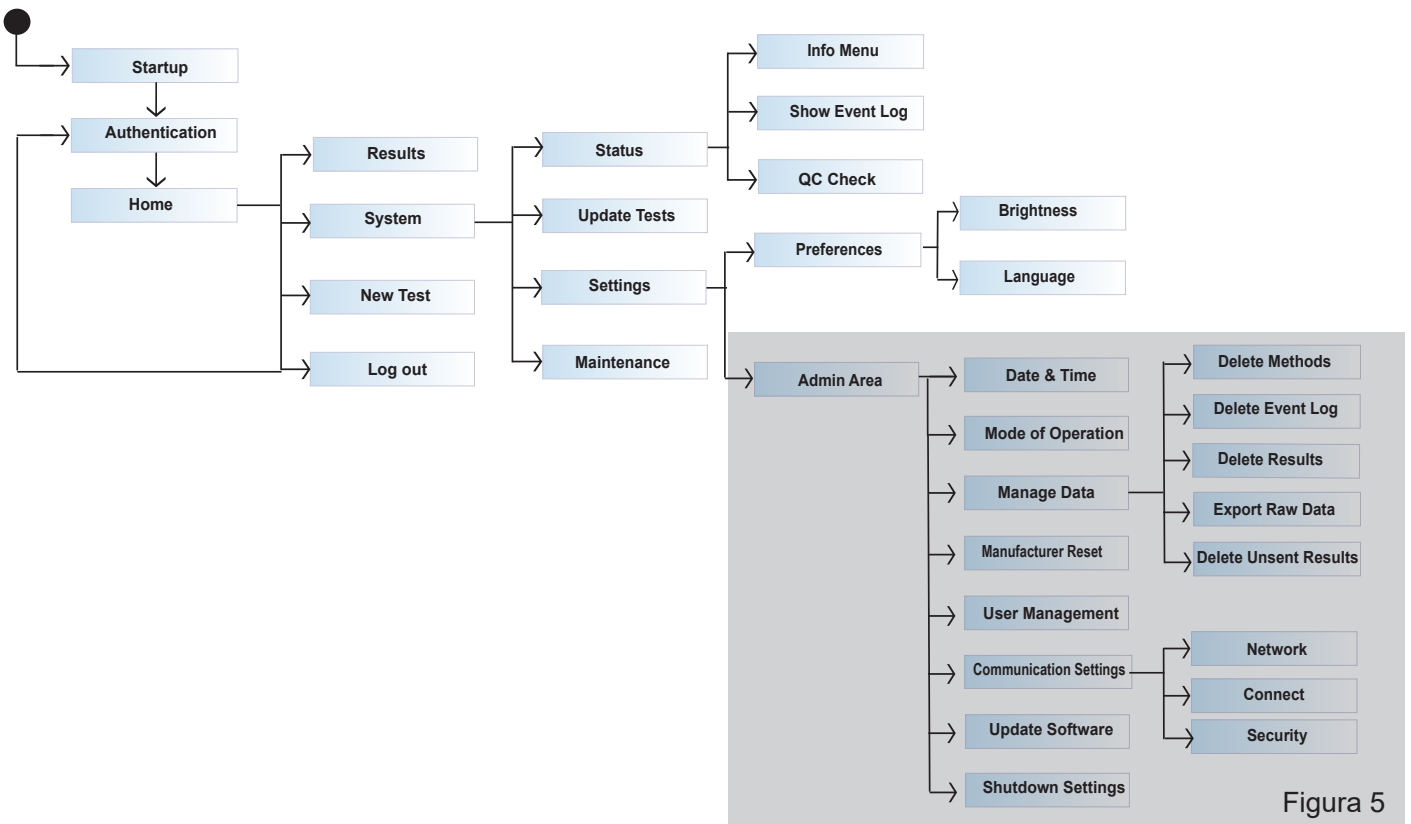 Startup
Authentication
Home
Results
System
New Test
Log out
Status
Update Tests
Settings
Maintenance
Info Menu
Show Event Log
QC Check
Preferences
Brightness
Language
Admin Area
Date & Time
Mode of Operation
Manage Data
Manufacturer Reset
User Management
Communication Settings
Update Software
Shutdown Settings
Delete Methods
Delete Event Log
Delete Results
Export Raw Data
Delete Unsent Results
Network
Connect
Security
Figura 5